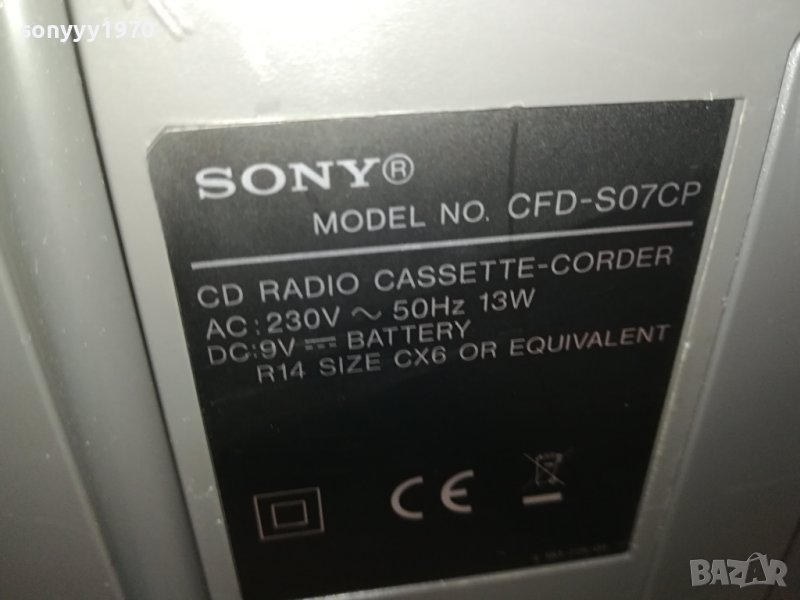 sonyyy1970
SONY®
MODEL NO. CFD-S07CP
CD RADIO CASSETTE-CORDER
AC:230V ~ 50Hz 13W
DC:9V ⎓ BATTERY
R14 SIZE CX6 OR EQUIVALENT
CE
BAZAR